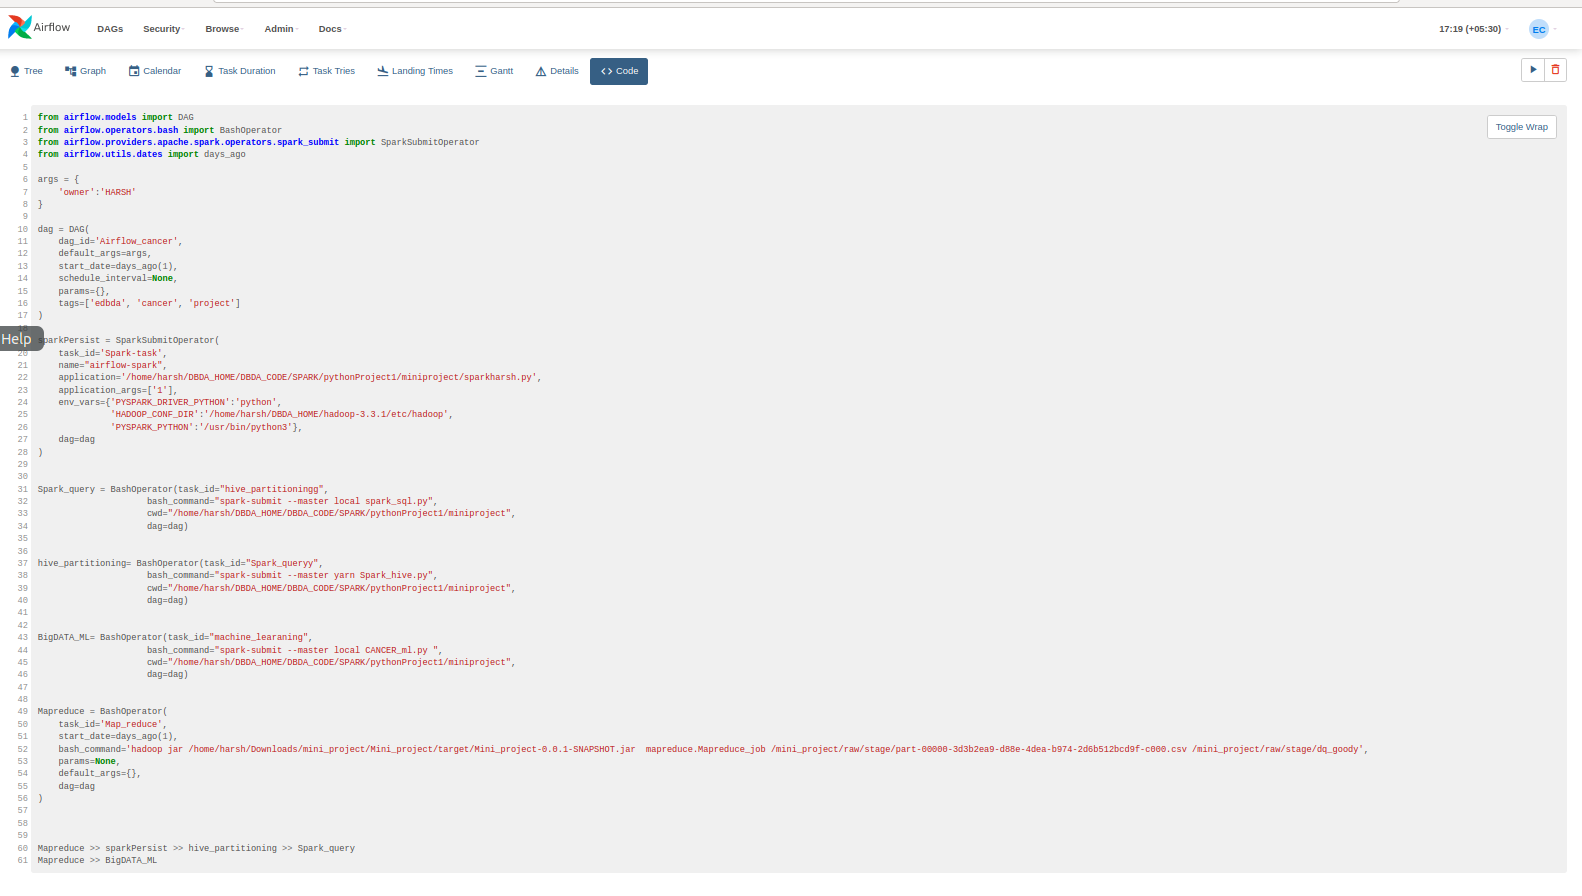 Airflow DAGs Security Browse Admin Docs 17:19 (+05:30) EC
Tree Graph Calendar Task Duration Task Tries Landing Times Gantt Details <> Code
Toggle Wrap
1 from airflow.models import DAG
2 from airflow.operators.bash import BashOperator
3 from airflow.providers.apache.spark.operators.spark_submit import SparkSubmitOperator
4 from airflow.utils.dates import days_ago
5
6 args = {
7     'owner':'HARSH'
8 }
9
10 dag = DAG(
11     dag_id='Airflow_cancer',
12     default_args=args,
13     start_date=days_ago(1),
14     schedule_interval=None,
15     params={},
16     tags=['edbda', 'cancer', 'project']
17 )
Help
sparkPersist = SparkSubmitOperator(
20     task_id='Spark-task',
21     name="airflow-spark",
22     application='/home/harsh/DBDA_HOME/DBDA_CODE/SPARK/pythonProject1/miniproject/sparkharsh.py',
23     application_args=['1'],
24     env_vars={'PYSPARK_DRIVER_PYTHON':'python',
25               'HADOOP_CONF_DIR':'/home/harsh/DBDA_HOME/hadoop-3.3.1/etc/hadoop',
26               'PYSPARK_PYTHON':'/usr/bin/python3'},
27     dag=dag
28 )
29
30
31 Spark_query = BashOperator(task_id="hive_partitioningg",
32                      bash_command="spark-submit --master local spark_sql.py",
33                      cwd="/home/harsh/DBDA_HOME/DBDA_CODE/SPARK/pythonProject1/miniproject",
34                      dag=dag)
35
36
37 hive_partitioning= BashOperator(task_id="Spark_queryy",
38                      bash_command="spark-submit --master yarn Spark_hive.py",
39                      cwd="/home/harsh/DBDA_HOME/DBDA_CODE/SPARK/pythonProject1/miniproject",
40                      dag=dag)
41
42
43 BigDATA_ML= BashOperator(task_id="machine_learaning",
44                      bash_command="spark-submit --master local CANCER_ml.py ",
45                      cwd="/home/harsh/DBDA_HOME/DBDA_CODE/SPARK/pythonProject1/miniproject",
46                      dag=dag)
47
48
49 Mapreduce = BashOperator(
50     task_id='Map_reduce',
51     start_date=days_ago(1),
52     bash_command='hadoop jar /home/harsh/Downloads/mini_project/Mini_project/target/Mini_project-0.0.1-SNAPSHOT.jar  mapreduce.Mapreduce_job /mini_project/raw/stage/part-00000-3d3b2ea9-d88e-4dea-b974-2d6b512bcd9f-c000.csv /mini_project/raw/stage/dq_goody',
53     params=None,
54     default_args={},
55     dag=dag
56 )
57
58
59
60 Mapreduce >> sparkPersist >> hive_partitioning >> Spark_query
61 Mapreduce >> BigDATA_ML